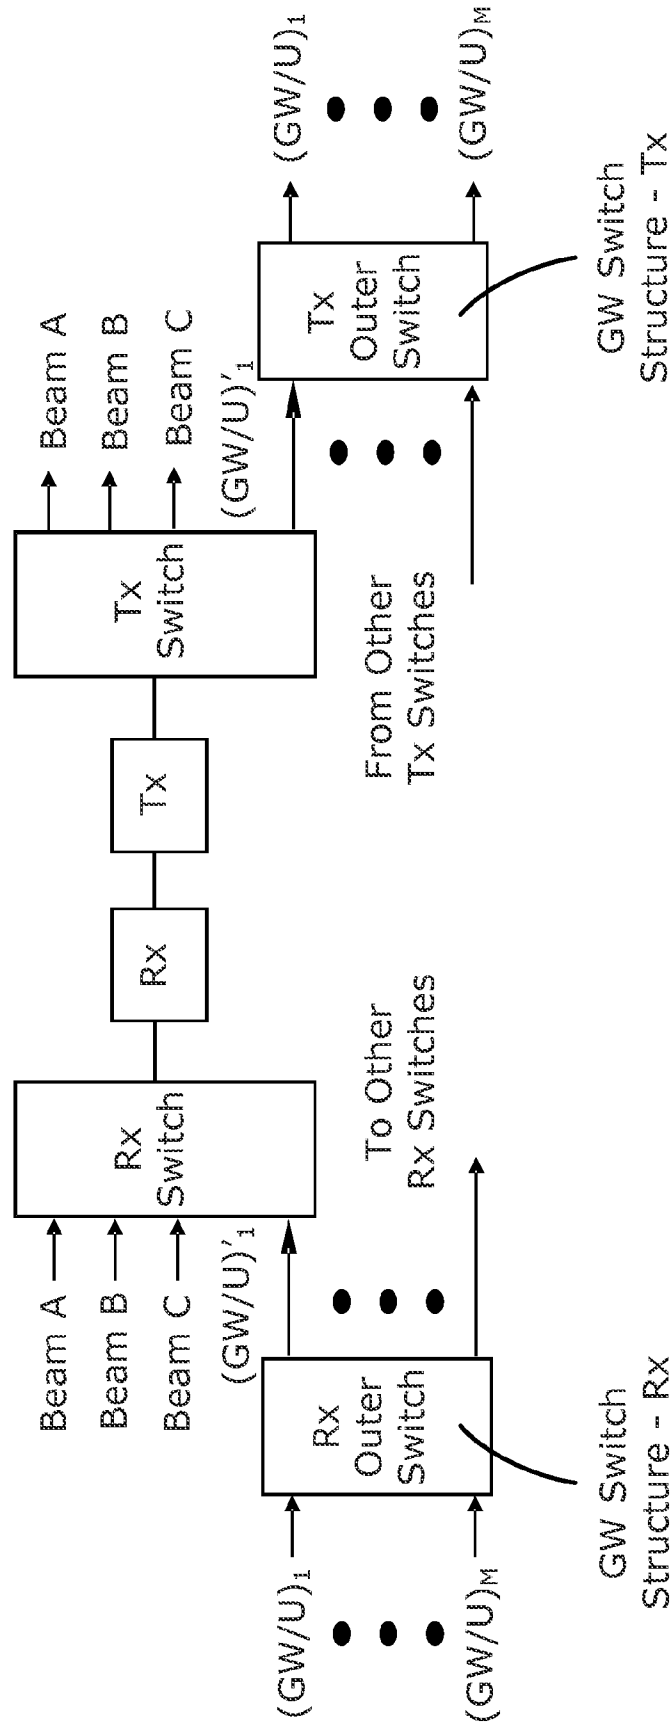 Beam A
Beam B
Beam C
(GW/U)'₁
Rx
Switch
Rx
Tx
Tx
Switch
Beam A
Beam B
Beam C
(GW/U)'₁
(GW/U)₁
(GW/U)M
Rx
Outer
Switch
To Other
Rx Switches
From Other
Tx Switches
Tx
Outer
Switch
(GW/U)₁
(GW/U)M
GW Switch
Structure - Rx
GW Switch
Structure - Tx